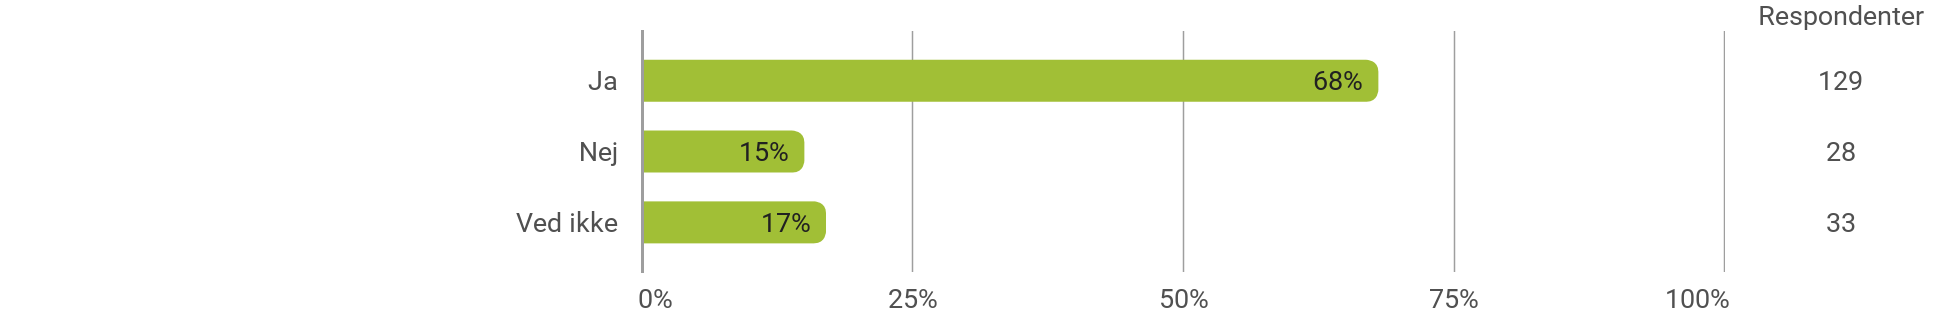 Respondenter
Ja 68% 129
Nej 15% 28
Ved ikke 17% 33
0% 25% 50% 75% 100%